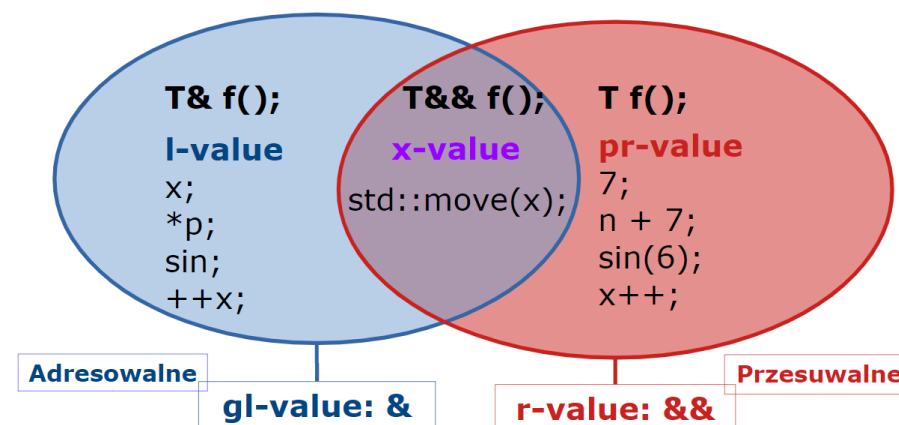 T& f();
l-value
x;
*p;
sin;
++x;
T&& f();
x-value
std::move(x);
T f();
pr-value
7;
n + 7;
sin(6);
x++;
Adresowalne
gl-value: &
r-value: &&
Przesuwalne